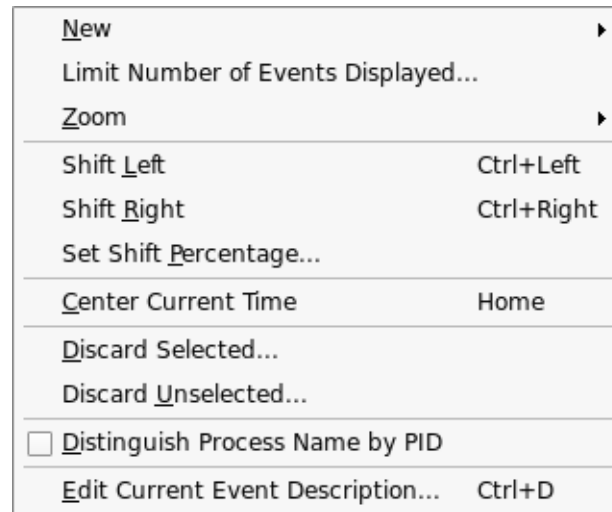 New
Limit Number of Events Displayed...
Zoom
Shift Left Ctrl+Left
Shift Right Ctrl+Right
Set Shift Percentage...
Center Current Time Home
Discard Selected...
Discard Unselected...
Distinguish Process Name by PID
Edit Current Event Description... Ctrl+D